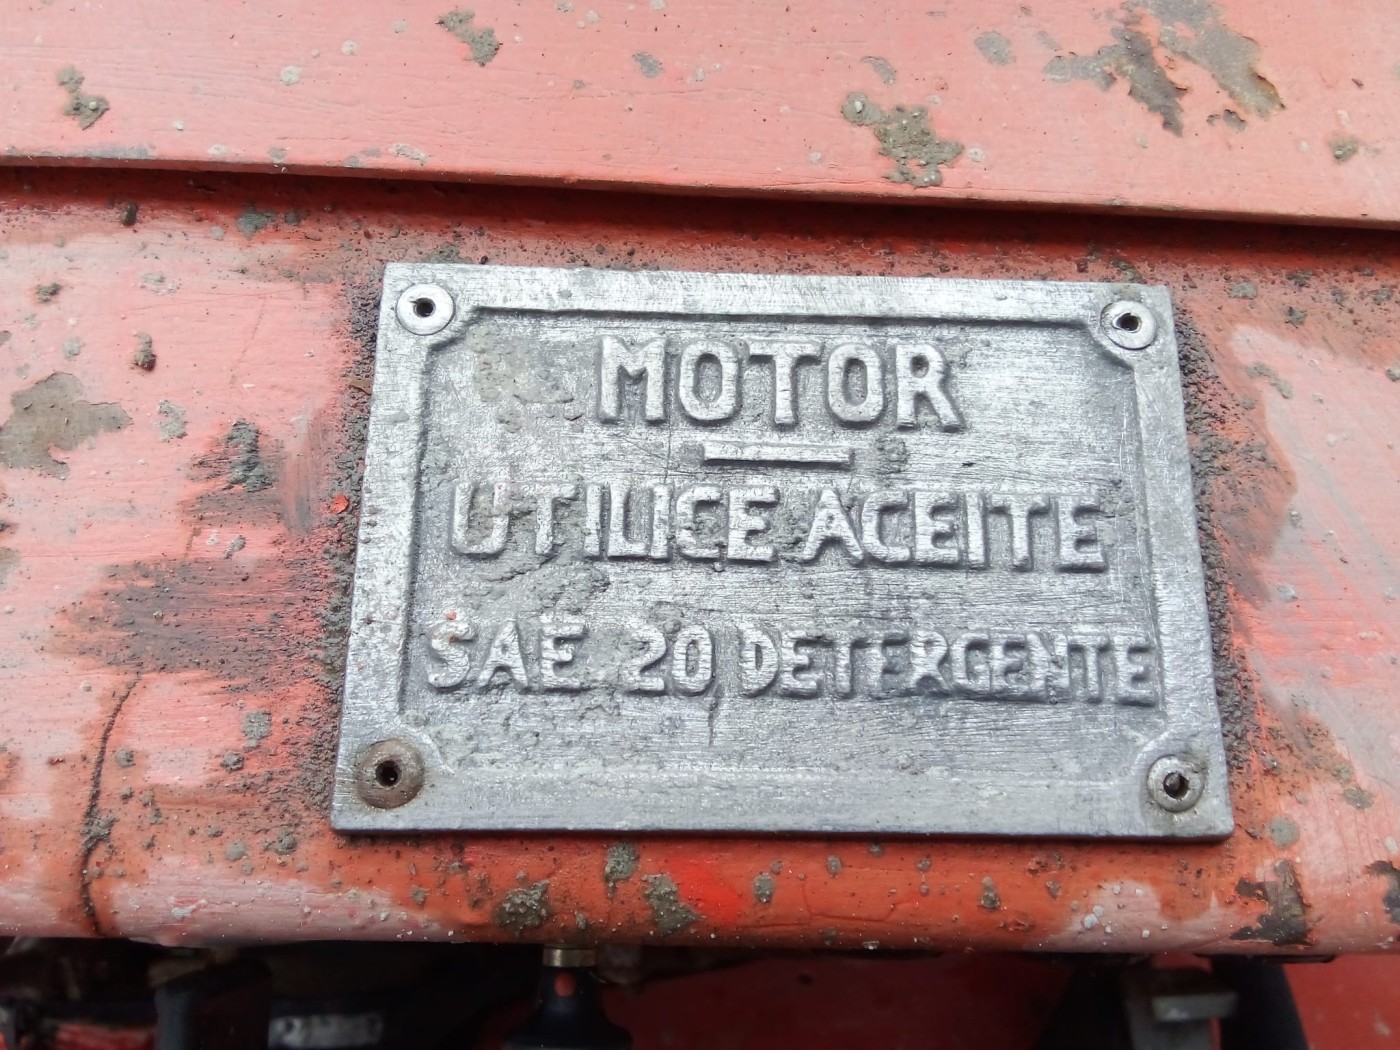 MOTOR
UTILICE ACEITE
SAE 20 DETERGENTE